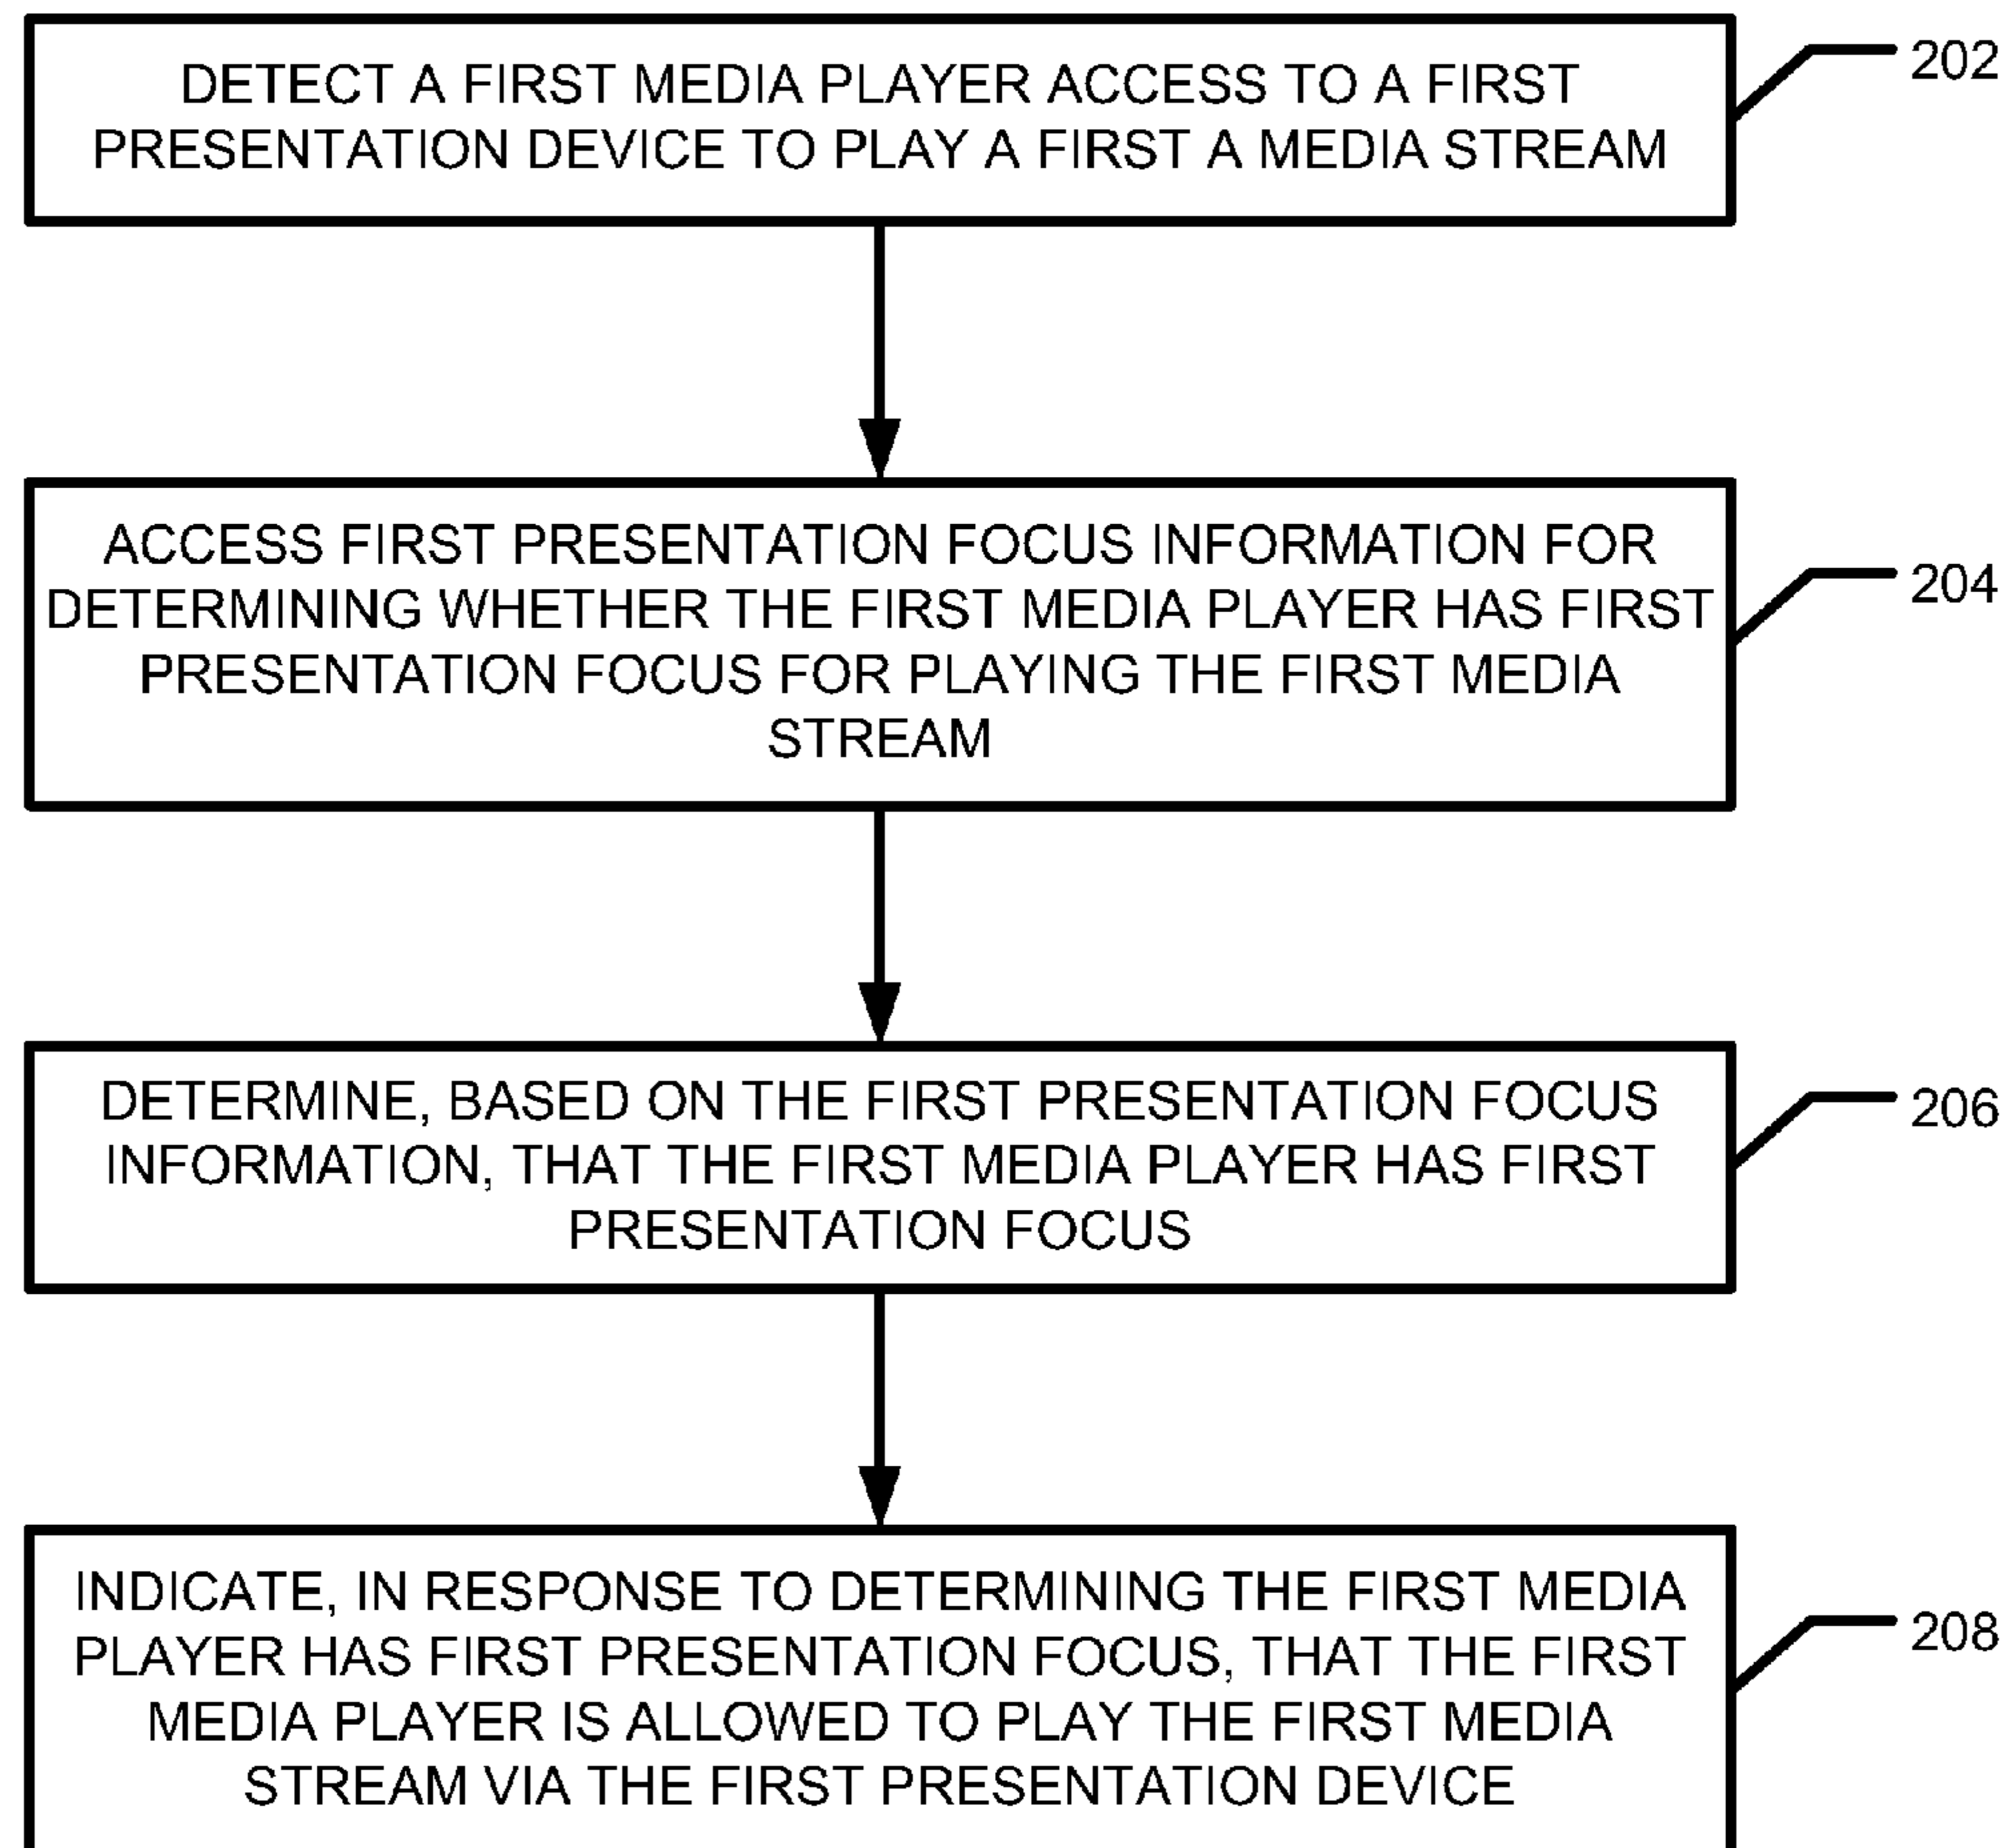 DETECT A FIRST MEDIA PLAYER ACCESS TO A FIRST
PRESENTATION DEVICE TO PLAY A FIRST A MEDIA STREAM
202
ACCESS FIRST PRESENTATION FOCUS INFORMATION FOR
DETERMINING WHETHER THE FIRST MEDIA PLAYER HAS FIRST
PRESENTATION FOCUS FOR PLAYING THE FIRST MEDIA
STREAM
204
DETERMINE, BASED ON THE FIRST PRESENTATION FOCUS
INFORMATION, THAT THE FIRST MEDIA PLAYER HAS FIRST
PRESENTATION FOCUS
206
INDICATE, IN RESPONSE TO DETERMINING THE FIRST MEDIA
PLAYER HAS FIRST PRESENTATION FOCUS, THAT THE FIRST
MEDIA PLAYER IS ALLOWED TO PLAY THE FIRST MEDIA
STREAM VIA THE FIRST PRESENTATION DEVICE
208